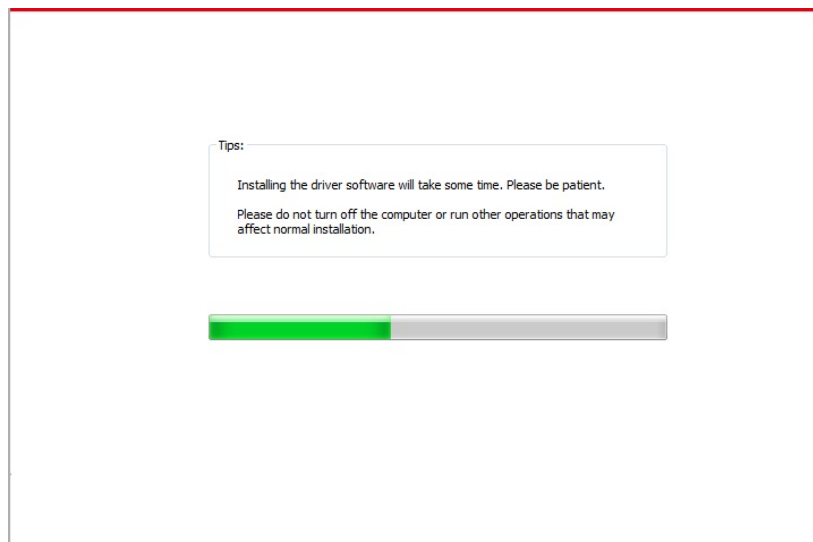 Tips:
Installing the driver software will take some time. Please be patient.
Please do not turn off the computer or run other operations that may
affect normal installation.